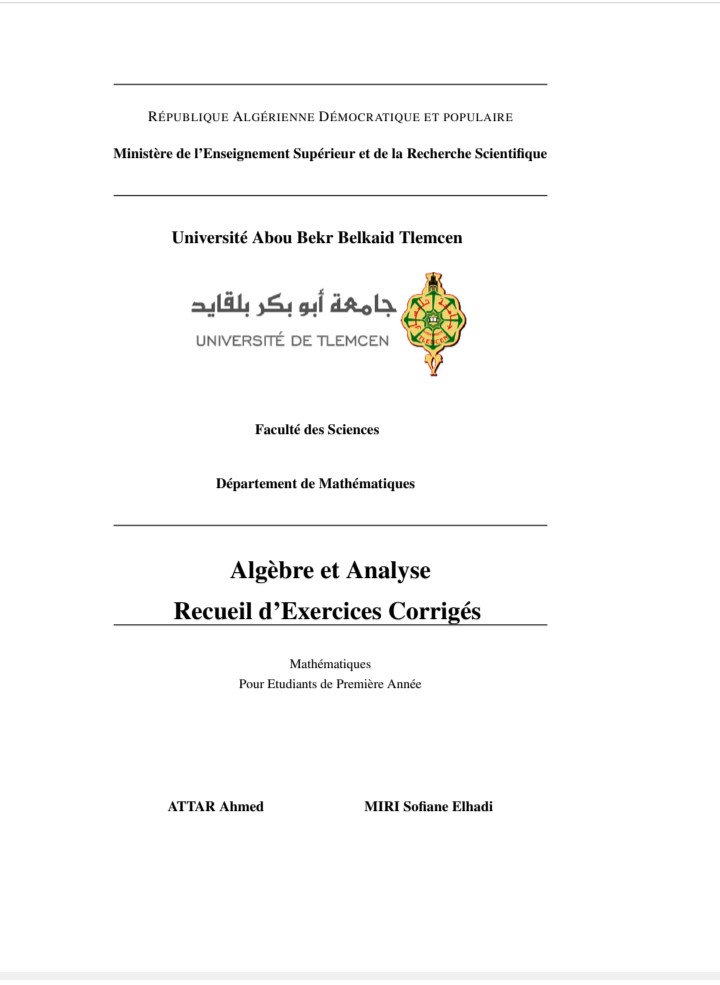 RÉPUBLIQUE ALGÉRIENNE DÉMOCRATIQUE ET POPULAIRE
Ministère de l'Enseignement Supérieur et de la Recherche Scientifique
Université Abou Bekr Belkaid Tlemcen
جامعة أبو بكر بلقايد
UNIVERSITÉ DE TLEMCEN
Faculté des Sciences
Département de Mathématiques
Algèbre et Analyse
Recueil d'Exercices Corrigés
Mathématiques
Pour Etudiants de Première Année
ATTAR Ahmed MIRI Sofiane Elhadi